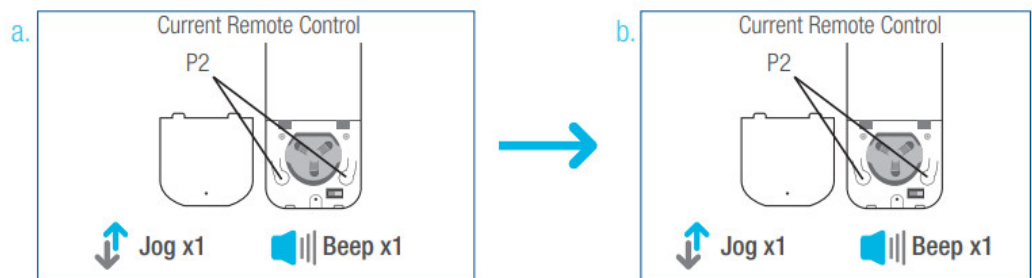 a.
Current Remote Control
P2
Jog x1
Beep x1
b.
Current Remote Control
P2
Jog x1
Beep x1